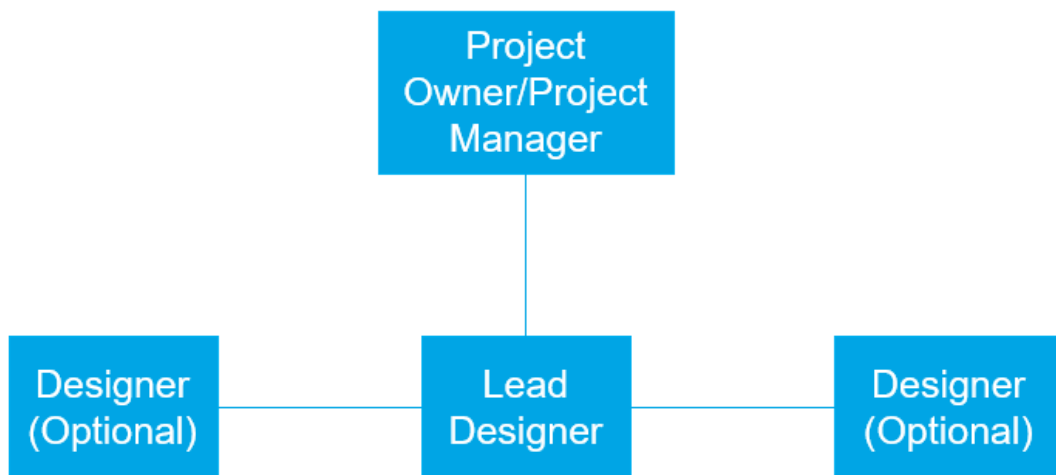 Project
Owner/Project
Manager
Designer
(Optional)
Lead
Designer
Designer
(Optional)